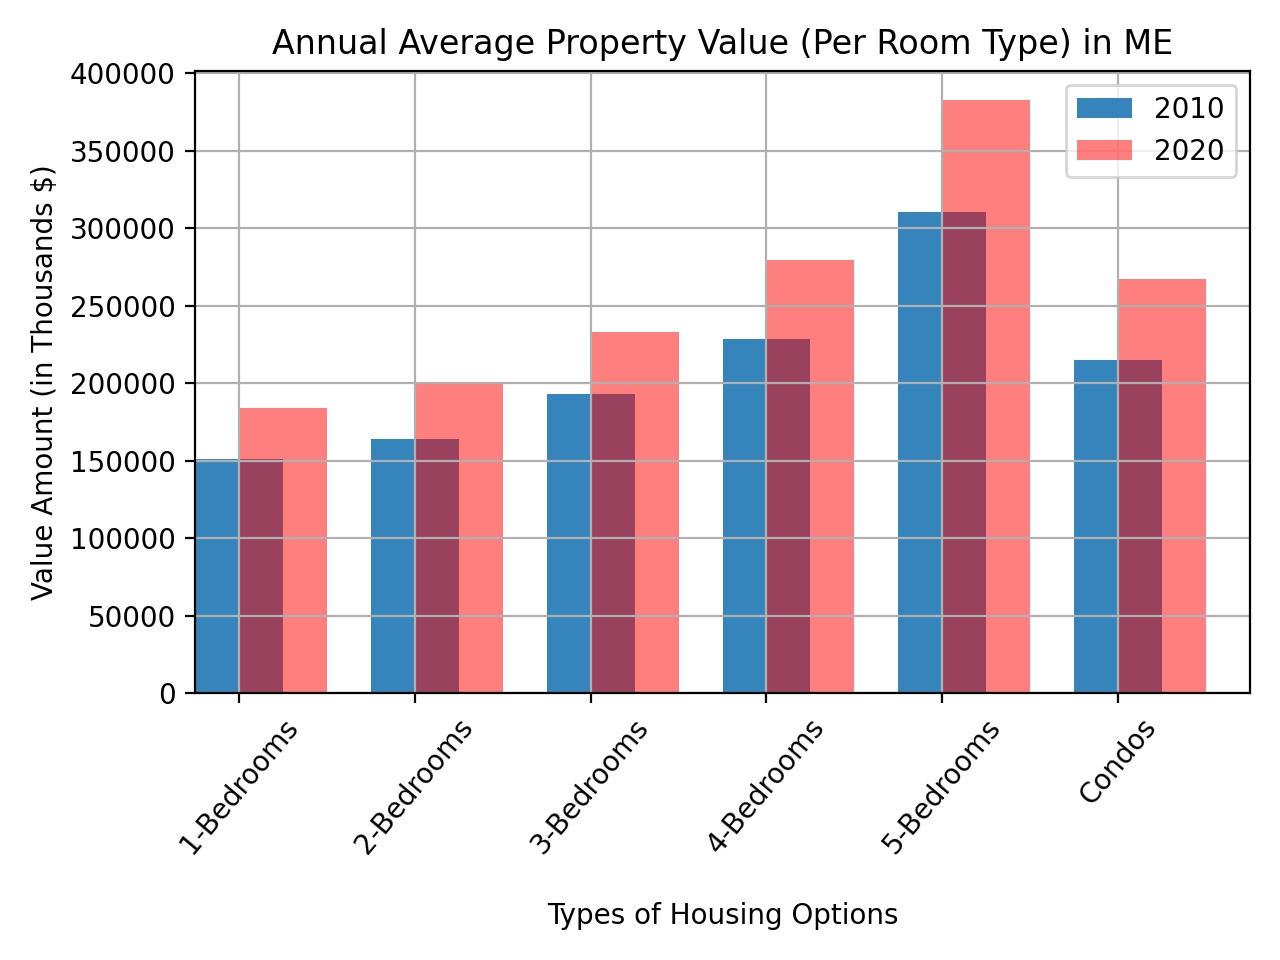 Annual Average Property Value (Per Room Type) in ME
400000
350000
300000
250000
200000
150000
100000
50000
0
Value Amount (in Thousands $)
2010
2020
1-Bedrooms
2-Bedrooms
3-Bedrooms
4-Bedrooms
5-Bedrooms
Condos
Types of Housing Options